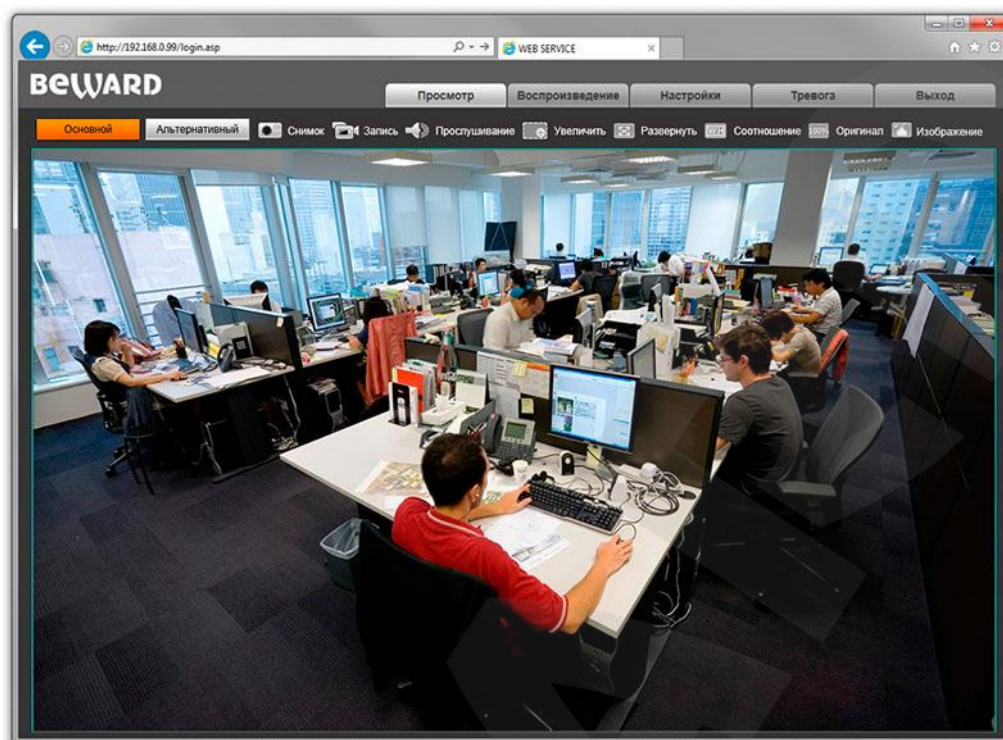 http://192.168.0.99/login.asp
WEB SERVICE
BEWARD
Просмотр Воспроизведение Настройки Тревога Выход
Основной Альтернативный Снимок Запись Прослушивание Увеличить Развернуть Соотношение 100% Оригинал Изображение